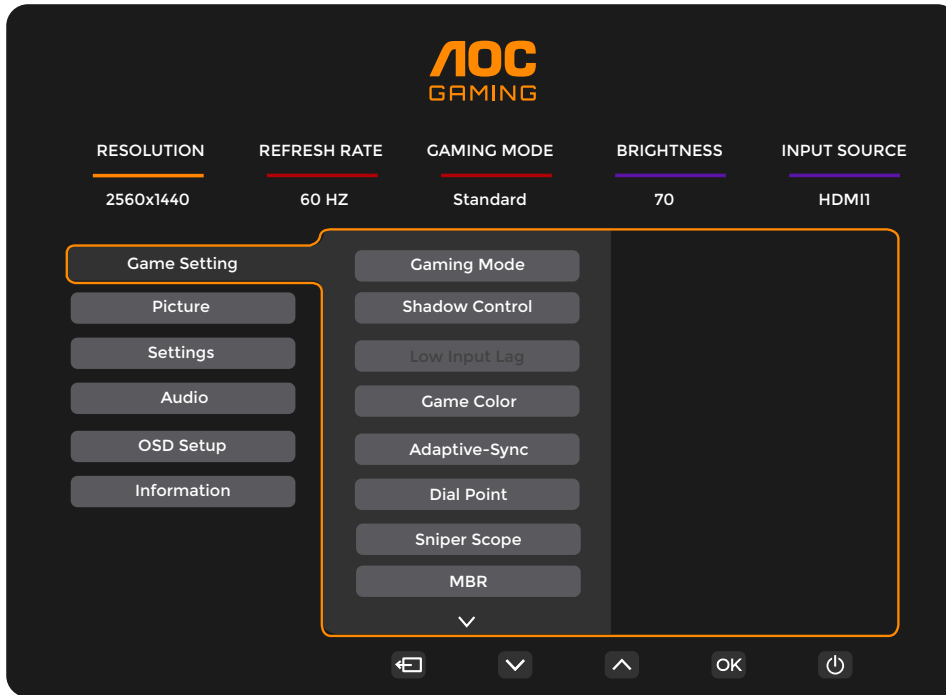 AOC
GAMING
RESOLUTION REFRESH RATE GAMING MODE BRIGHTNESS INPUT SOURCE
2560x1440 60 HZ Standard 70 HDMI1
Game Setting
Picture
Settings
Audio
OSD Setup
Information
Gaming Mode
Shadow Control
Low Input Lag
Game Color
Adaptive-Sync
Dial Point
Sniper Scope
MBR
OK